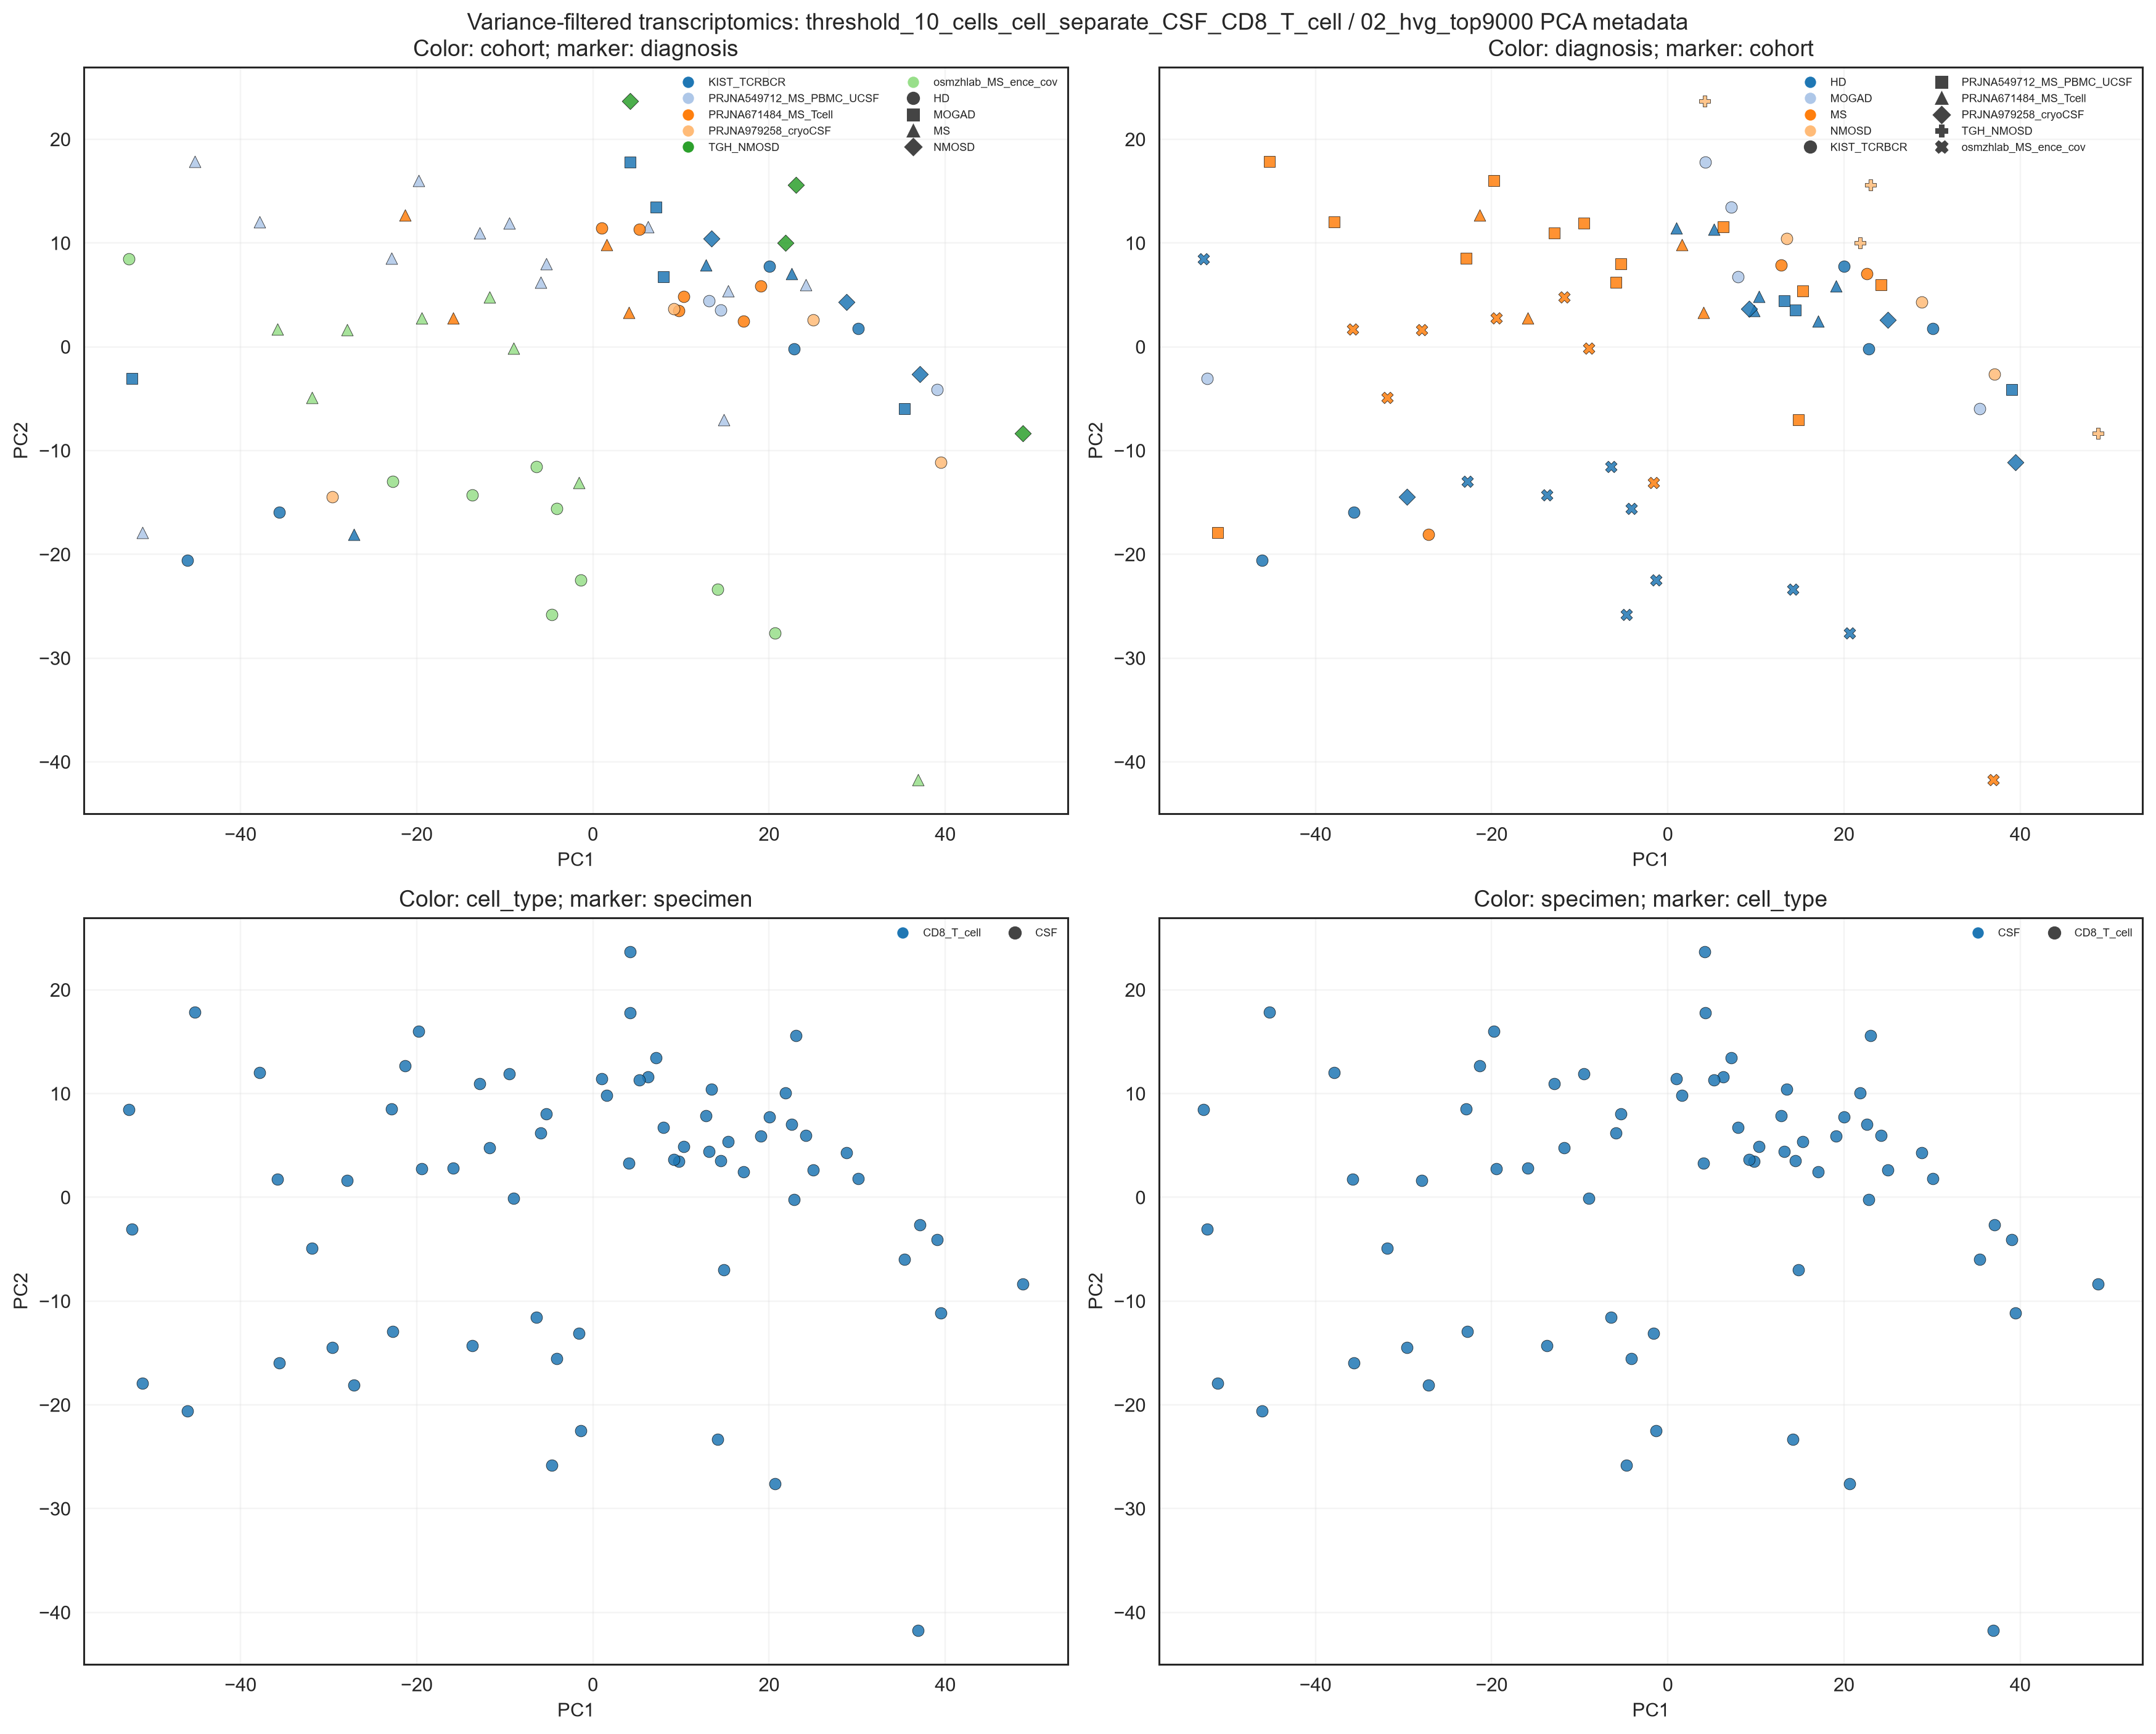 Variance-filtered transcriptomics: threshold_10_cells_cell_separate_CSF_CD8_T_cell / 02_hvg_top9000 PCA metadata
Color: cohort; marker: diagnosis
KIST_TCRBCR
PRJNA549712_MS_PBMC_UCSF
PRJNA671484_MS_Tcell
PRJNA979258_cryoCSF
TGH_NMOSD
osmzhlab_MS_ence_cov
HD
MOGAD
MS
NMOSD
20
10
0
−10
−20
−30
−40
PC2
−40 −20 0 20 40
PC1
Color: diagnosis; marker: cohort
HD
MOGAD
MS
NMOSD
KIST_TCRBCR
PRJNA549712_MS_PBMC_UCSF
PRJNA671484_MS_Tcell
PRJNA979258_cryoCSF
TGH_NMOSD
osmzhlab_MS_ence_cov
20
10
0
−10
−20
−30
−40
PC2
−40 −20 0 20 40
PC1
Color: cell_type; marker: specimen
CD8_T_cell CSF
20
10
0
−10
−20
−30
−40
PC2
−40 −20 0 20 40
PC1
Color: specimen; marker: cell_type
CSF CD8_T_cell
20
10
0
−10
−20
−30
−40
PC2
−40 −20 0 20 40
PC1